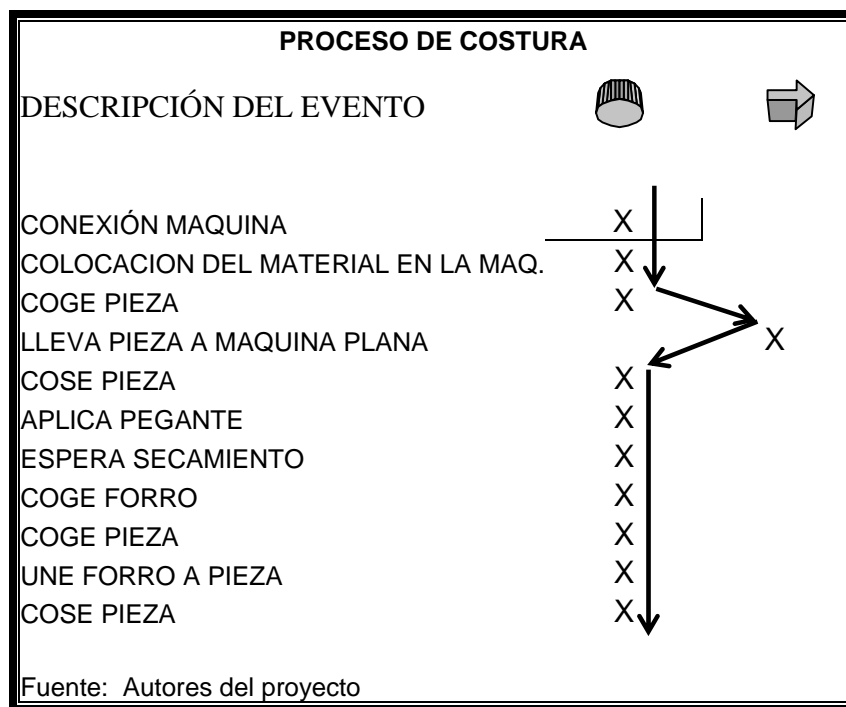 PROCESO DE COSTURA
DESCRIPCIÓN DEL EVENTO
CONEXIÓN MAQUINA X
COLOCACION DEL MATERIAL EN LA MAQ. X
COGE PIEZA X
LLEVA PIEZA A MAQUINA PLANA X
COSE PIEZA X
APLICA PEGANTE X
ESPERA SECAMIENTO X
COGE FORRO X
COGE PIEZA X
UNE FORRO A PIEZA X
COSE PIEZA X
Fuente: Autores del proyecto